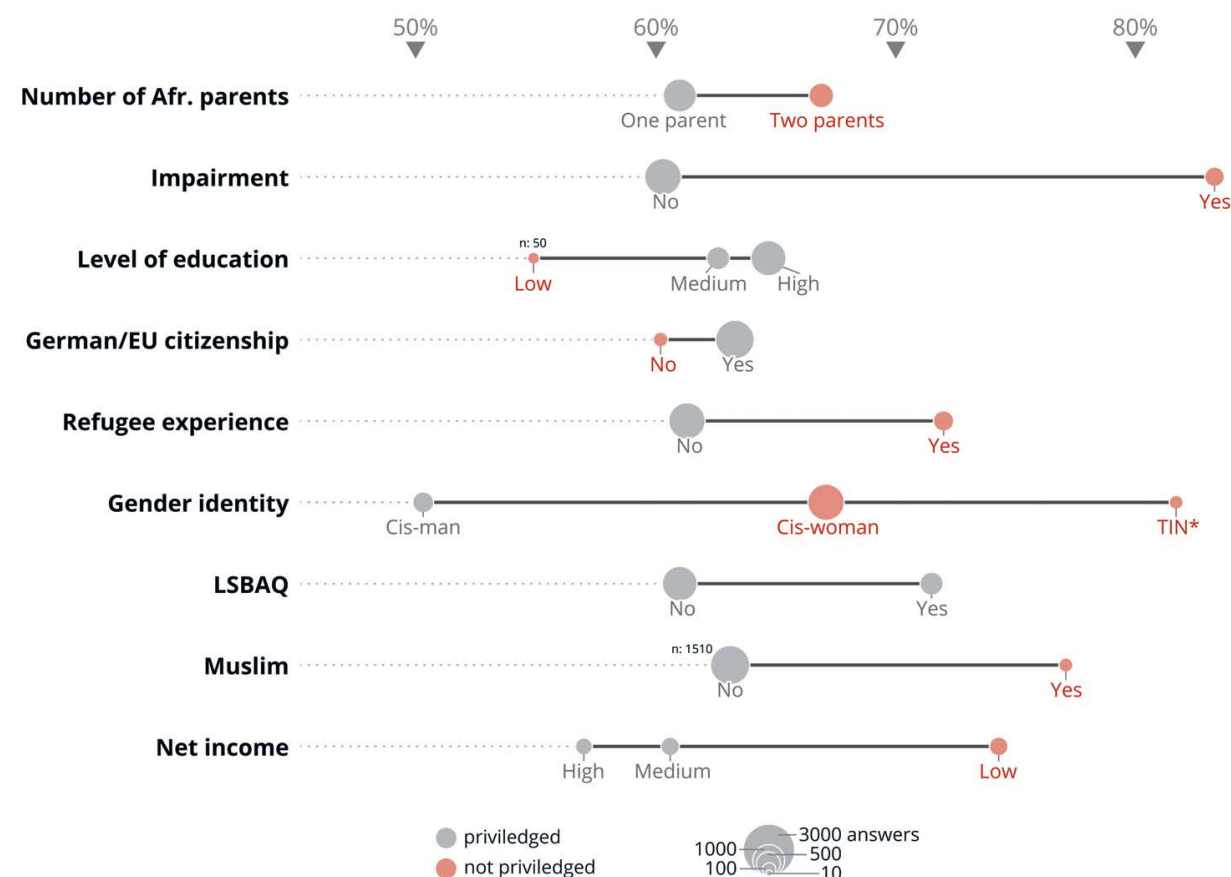 50% 60% 70% 80%
Number of Afr. parents
One parent Two parents
Impairment
No Yes
n: 50
Level of education
Low Medium High
German/EU citizenship
No Yes
Refugee experience
No Yes
Gender identity
Cis-man Cis-woman TIN*
LSBAQ
No Yes
n: 1510
Muslim
No Yes
Net income
High Medium Low
priviledged
not priviledged
3000 answers
1000 500
100 10